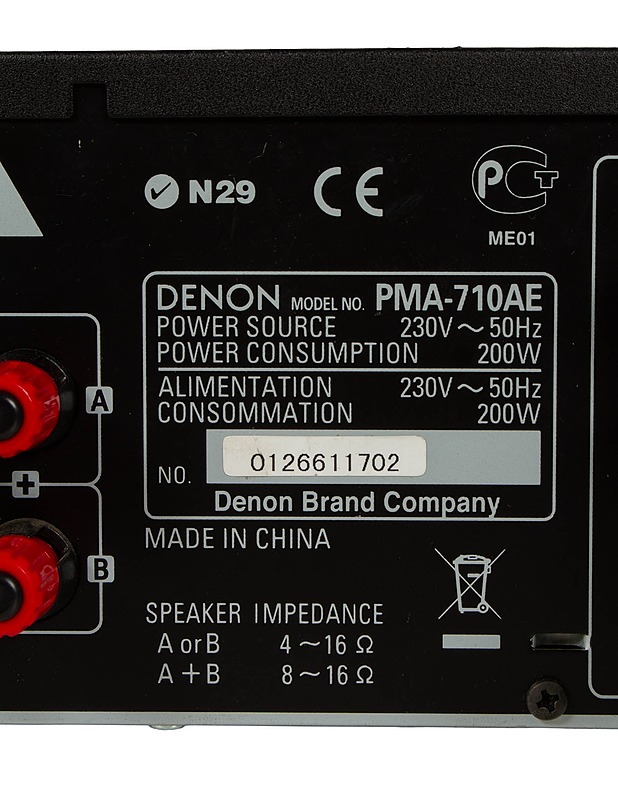 N29 CE PCT
ME01
DENON MODEL NO. PMA-710AE
POWER SOURCE 230V～50Hz
POWER CONSUMPTION 200W
ALIMENTATION 230V～50Hz
CONSOMMATION 200W
A
NO. 0126611702
+
Denon Brand Company
MADE IN CHINA
B
SPEAKER IMPEDANCE
A or B 4～16 Ω
A + B 8～16 Ω